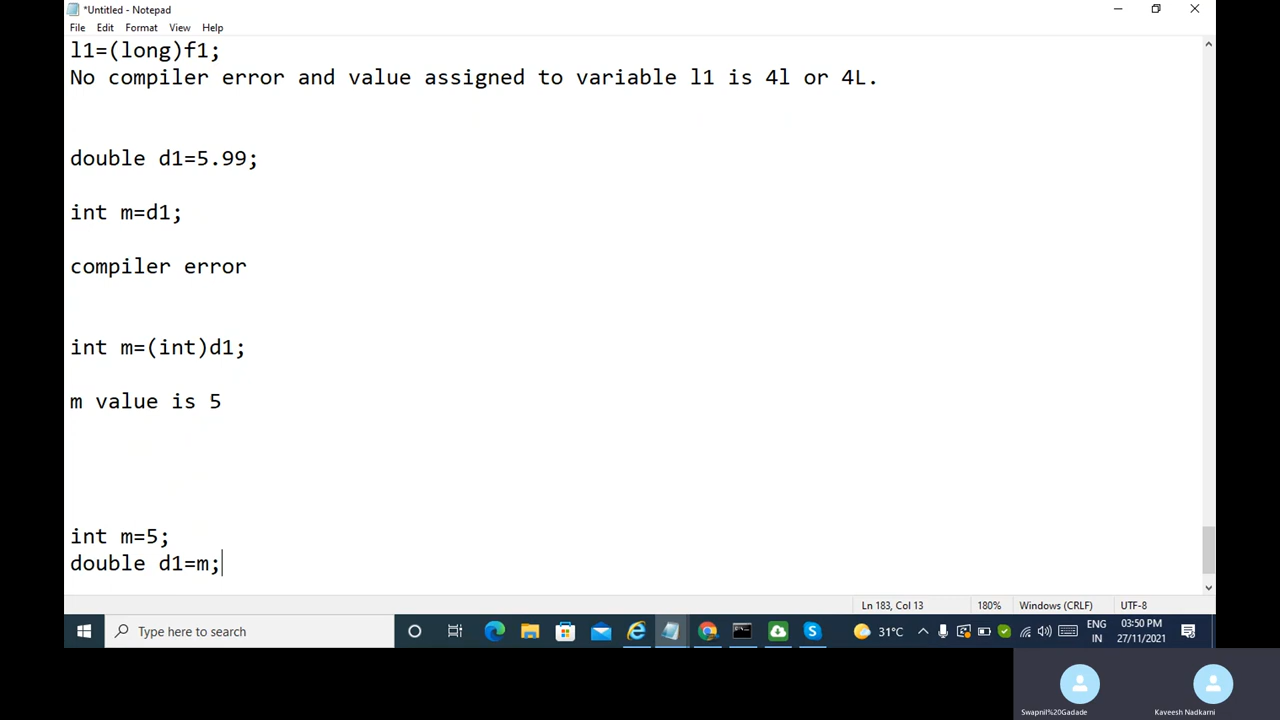 *Untitled - Notepad
File Edit Format View Help
l1=(long)f1;
No compiler error and value assigned to variable l1 is 4l or 4L.
double d1=5.99;
int m=d1;
compiler error
int m=(int)d1;
m value is 5
int m=5;
double d1=m;
Ln 183, Col 13 180% Windows (CRLF) UTF-8
Type here to search
31°C
ENG
IN
03:50 PM
27/11/2021
Swapnil%20Gadade
Kaveesh Nadkarni